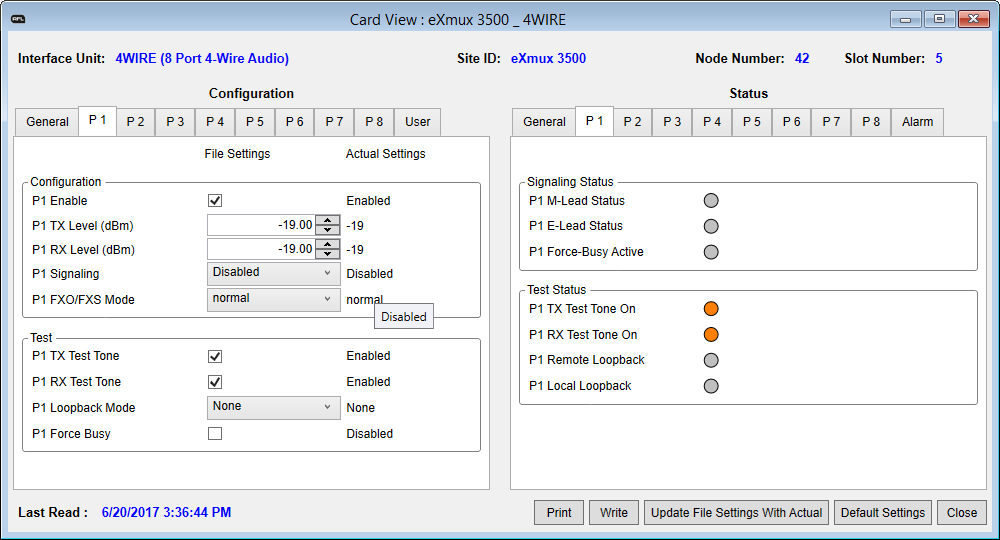 RFL
Card View : eXmux 3500 _ 4WIRE
Interface Unit: 4WIRE (8 Port 4-Wire Audio) Site ID: eXmux 3500 Node Number: 42 Slot Number: 5
Configuration
General P 1 P 2 P 3 P 4 P 5 P 6 P 7 P 8 User
File Settings Actual Settings
Configuration
P1 Enable Enabled
P1 TX Level (dBm) -19.00 -19
P1 RX Level (dBm) -19.00 -19
P1 Signaling Disabled Disabled
P1 FXO/FXS Mode normal normal
Disabled
Test
P1 TX Test Tone Enabled
P1 RX Test Tone Enabled
P1 Loopback Mode None None
P1 Force Busy Disabled
Status
General P 1 P 2 P 3 P 4 P 5 P 6 P 7 P 8 Alarm
Signaling Status
P1 M-Lead Status
P1 E-Lead Status
P1 Force-Busy Active
Test Status
P1 TX Test Tone On
P1 RX Test Tone On
P1 Remote Loopback
P1 Local Loopback
Last Read : 6/20/2017 3:36:44 PM
Print Write Update File Settings With Actual Default Settings Close